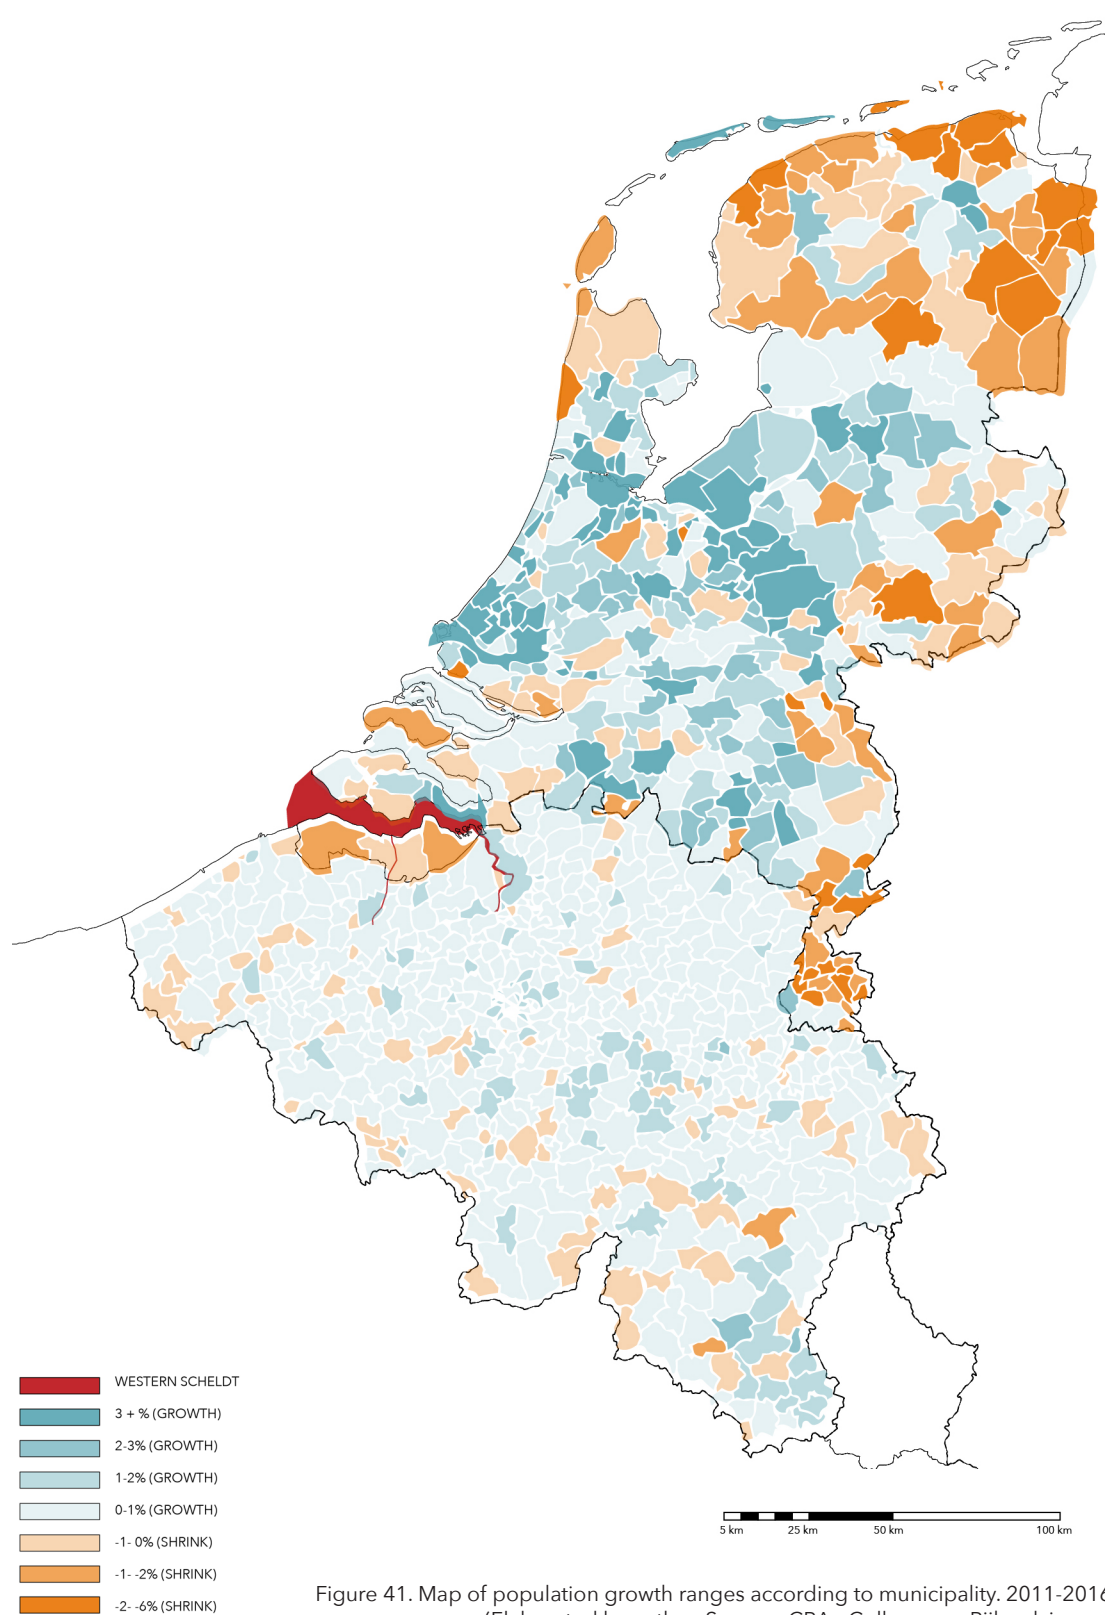 WESTERN SCHELDT
3 + % (GROWTH)
2-3% (GROWTH)
1-2% (GROWTH)
0-1% (GROWTH)
-1- 0% (SHRINK)
-1- -2% (SHRINK)
-2- -6% (SHRINK)
5 km 25 km 50 km 100 km
Figure 41. Map of population growth ranges according to municipality. 2011-2016